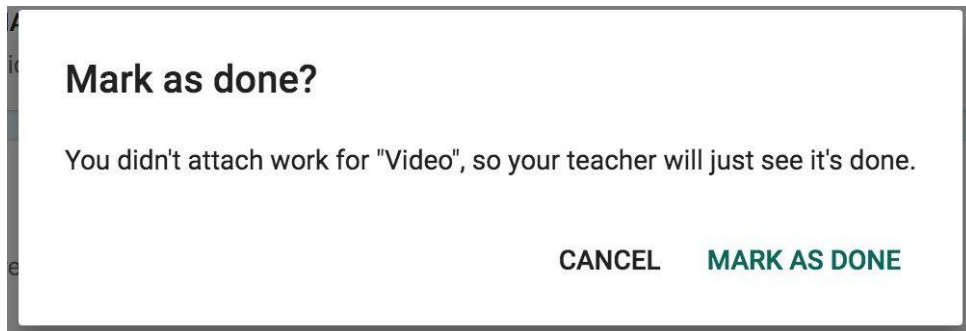 Mark as done?
You didn't attach work for "Video", so your teacher will just see it's done.
CANCEL MARK AS DONE